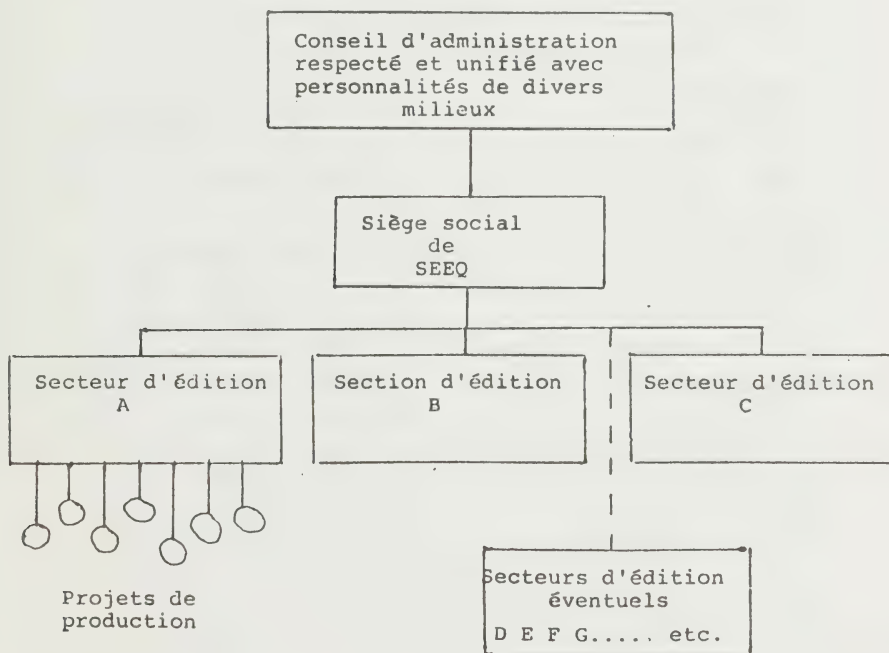 Conseil d'administration
respecté et unifié avec
personnalités de divers
milieux
Siège social
de
SEEQ
Secteur d'édition
A
Section d'édition
B
Secteur d'édition
C
Projets de
production
Secteurs d'édition
éventuels
D E F G..... etc.